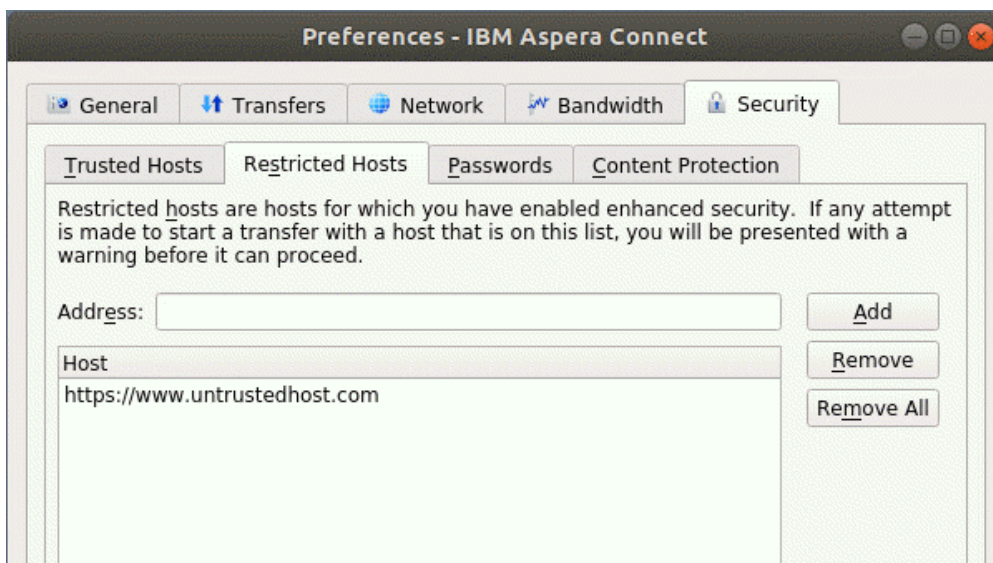 Preferences - IBM Aspera Connect
General Transfers Network Bandwidth Security
Trusted Hosts Restricted Hosts Passwords Content Protection
Restricted hosts are hosts for which you have enabled enhanced security. If any attempt
is made to start a transfer with a host that is on this list, you will be presented with a
warning before it can proceed.
Address: Add
Host Remove
https://www.untrustedhost.com
Remove All